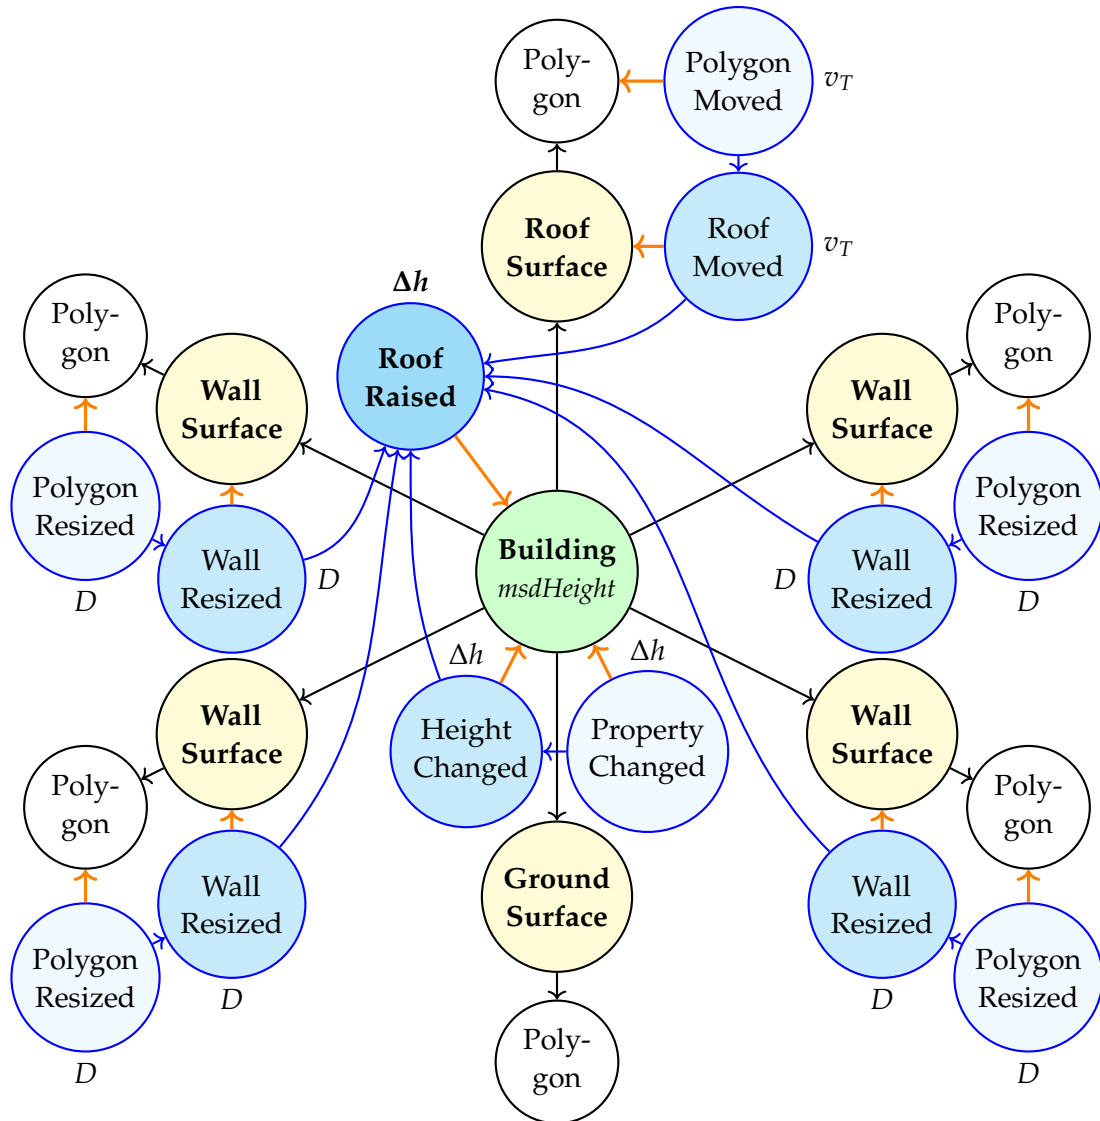 Poly-
gon
Polygon
Moved
v_T
Roof
Surface
Roof
Moved
v_T
Δh
Roof
Raised
Poly-
gon
Wall
Surface
Polygon
Resized
D
Wall
Resized
D
Wall
Surface
Poly-
gon
Polygon
Resized
D
Wall
Resized
D
Building
msdHeight
Δh
Height
Changed
Δh
Property
Changed
Wall
Surface
Poly-
gon
Wall
Resized
D
Polygon
Resized
D
Wall
Surface
Poly-
gon
Wall
Resized
D
Polygon
Resized
D
Ground
Surface
Poly-
gon